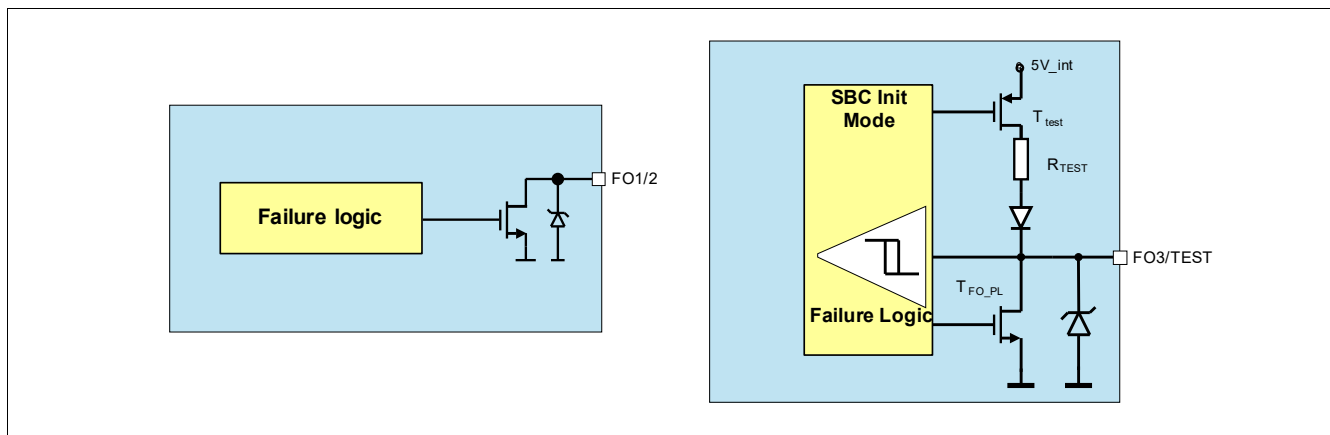 Failure logic
FO1/2
SBC Init
Mode
5V_int
T test
RTEST
FO3/TEST
TFO_PL
Failure Logic